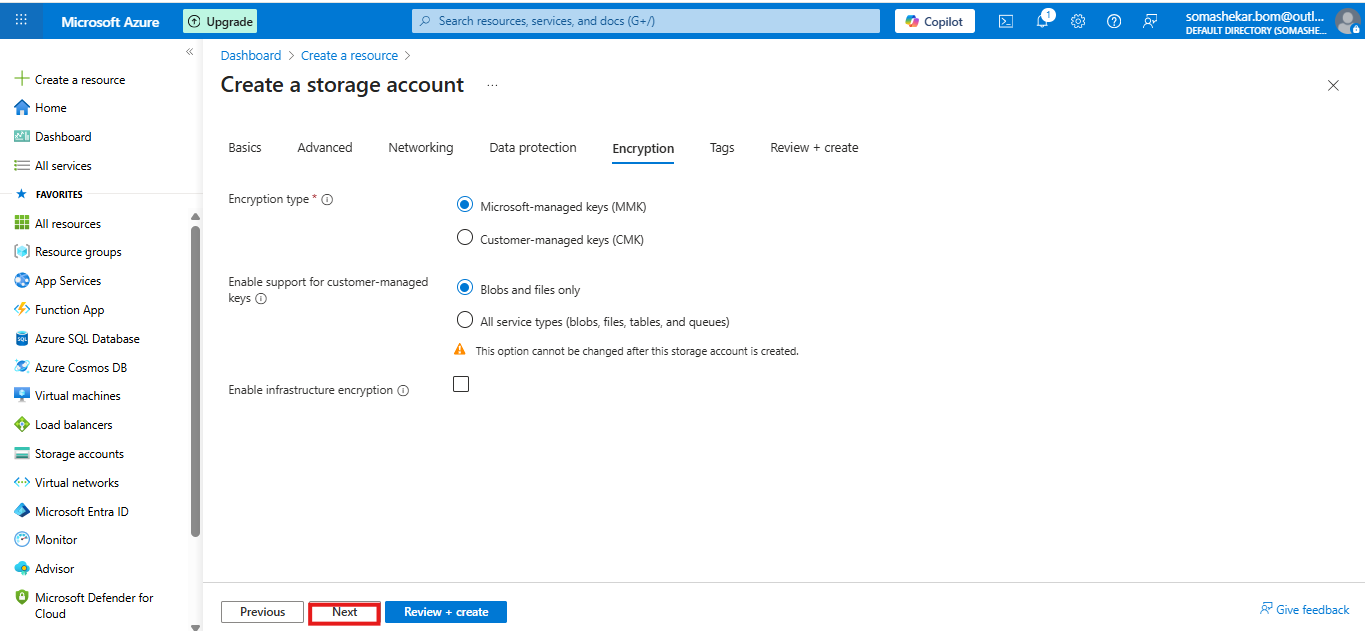 Microsoft Azure
Upgrade
Search resources, services, and docs (G+/)
Copilot
1
somashekar.bom@outl...
DEFAULT DIRECTORY (SOMASHE...
«
Create a resource
Home
Dashboard
All services
FAVORITES
All resources
Resource groups
App Services
Function App
SQL
Azure SQL Database
Azure Cosmos DB
Virtual machines
Load balancers
Storage accounts
Virtual networks
Microsoft Entra ID
Monitor
Advisor
Microsoft Defender for
Cloud
Dashboard > Create a resource >
Create a storage account ...
Basics Advanced Networking Data protection Encryption Tags Review + create
Encryption type *
Microsoft-managed keys (MMK)
Customer-managed keys (CMK)
Enable support for customer-managed
keys
Blobs and files only
All service types (blobs, files, tables, and queues)
This option cannot be changed after this storage account is created.
Enable infrastructure encryption
Previous Next Review + create
Give feedback